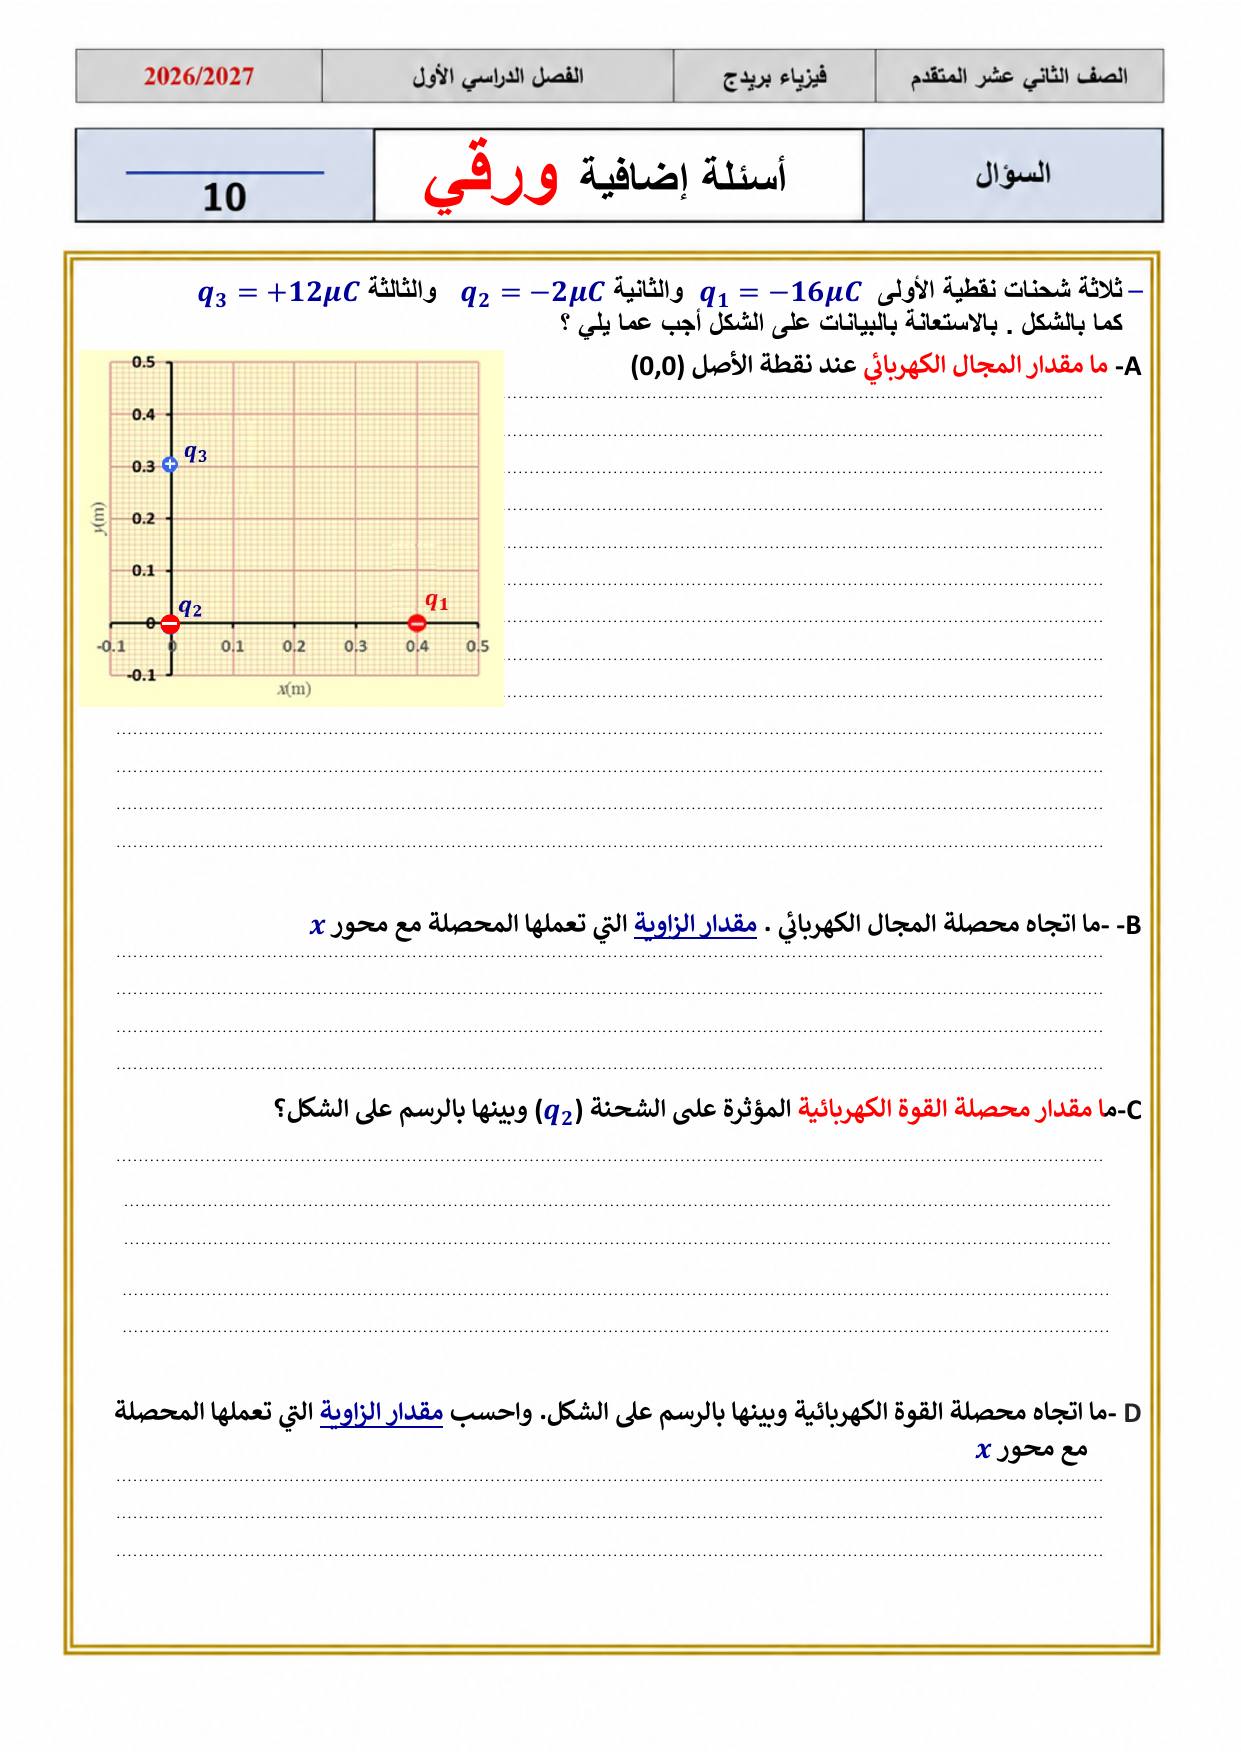 الصف الثاني عشر المتقدم فيزياء بريدج الفصل الدراسي الأول 2026/2027
السؤال أسئلة إضافية ورقي 10
– ثلاثة شحنات نقطية الأولى q₁ = −16μC والثانية q₂ = −2μC والثالثة q₃ = +12μC
كما بالشكل . بالاستعانة بالبيانات على الشكل أجب عما يلي ؟
A- ما مقدار المجال الكهربائي عند نقطة الأصل (0,0)
0.5
0.4
q₃
0.3
y(m)
0.2
0.1
q₂ q₁
0
-0.1 0 0.1 0.2 0.3 0.4 0.5
-0.1
x(m)
B- -ما اتجاه محصلة المجال الكهربائي . مقدار الزاوية التي تعملها المحصلة مع محور x
C-ما مقدار محصلة القوة الكهربائية المؤثرة على الشحنة (q₂) وبينها بالرسم على الشكل؟
D -ما اتجاه محصلة القوة الكهربائية وبينها بالرسم على الشكل. واحسب مقدار الزاوية التي تعملها المحصلة
مع محور x